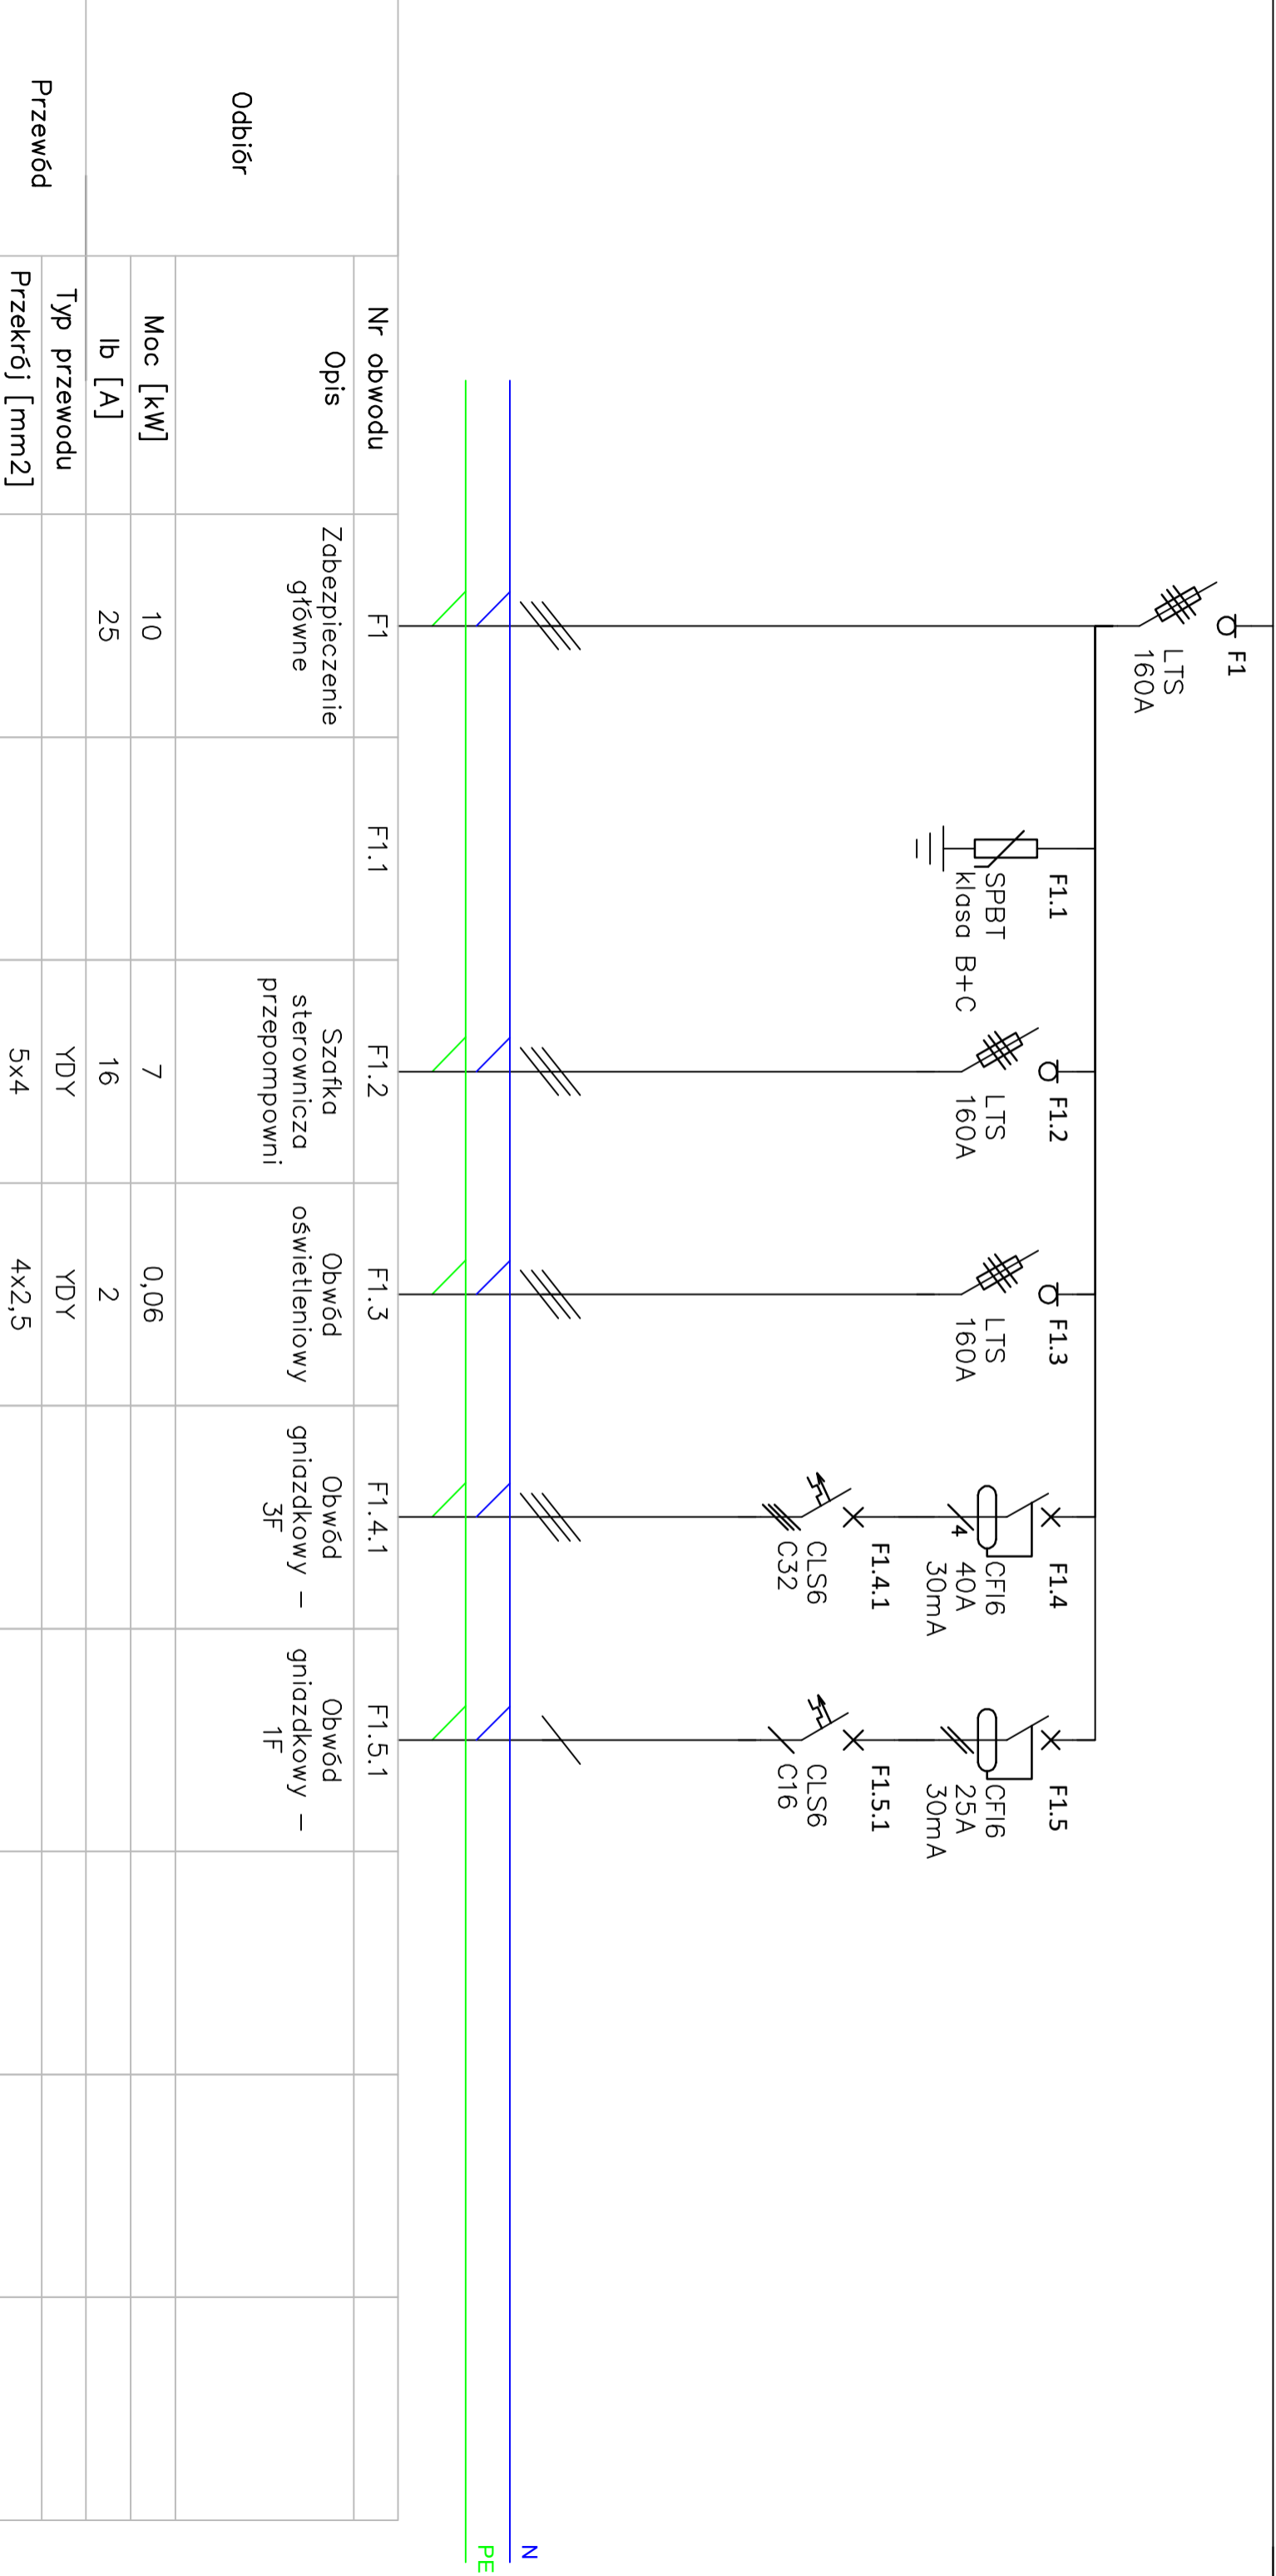 F1
LTS
160A
F1.1
SPBT
klasa B+C
F1.2
LTS
160A
F1.3
LTS
160A
F1.4
CFI6
40A
30mA
4
F1.4.1
CLS6
C32
F1.5
CFI6
25A
30mA
F1.5.1
CLS6
C16
N
PE
Odbiór
Nr obwodu
F1
F1.1
F1.2
F1.3
F1.4.1
F1.5.1
Opis
Zabezpieczenie
główne
Szafka
sterownicza
przepompowni
Obwód
oświetleniowy
Obwód
gniazdkowy –
3F
Obwód
gniazdkowy –
1F
Moc [kW]
10
7
0,06
Ib [A]
25
16
2
Przewód
Typ przewodu
YDY
YDY
Przekrój [mm2]
5x4
4x2,5